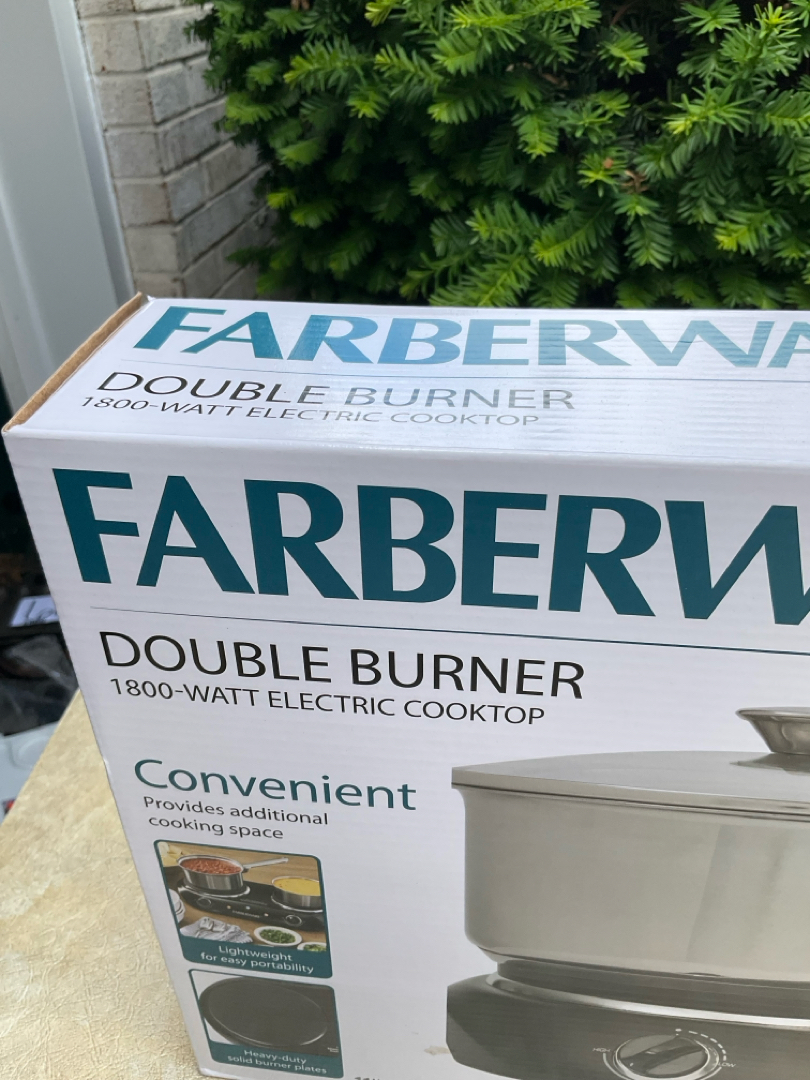 FARBERWA
DOUBLE BURNER
1800-WATT ELECTRIC COOKTOP
FARBERW
DOUBLE BURNER
1800-WATT ELECTRIC COOKTOP
Convenient
Provides additional
cooking space
Lightweight
for easy portability
Heavy-duty
solid burner plates